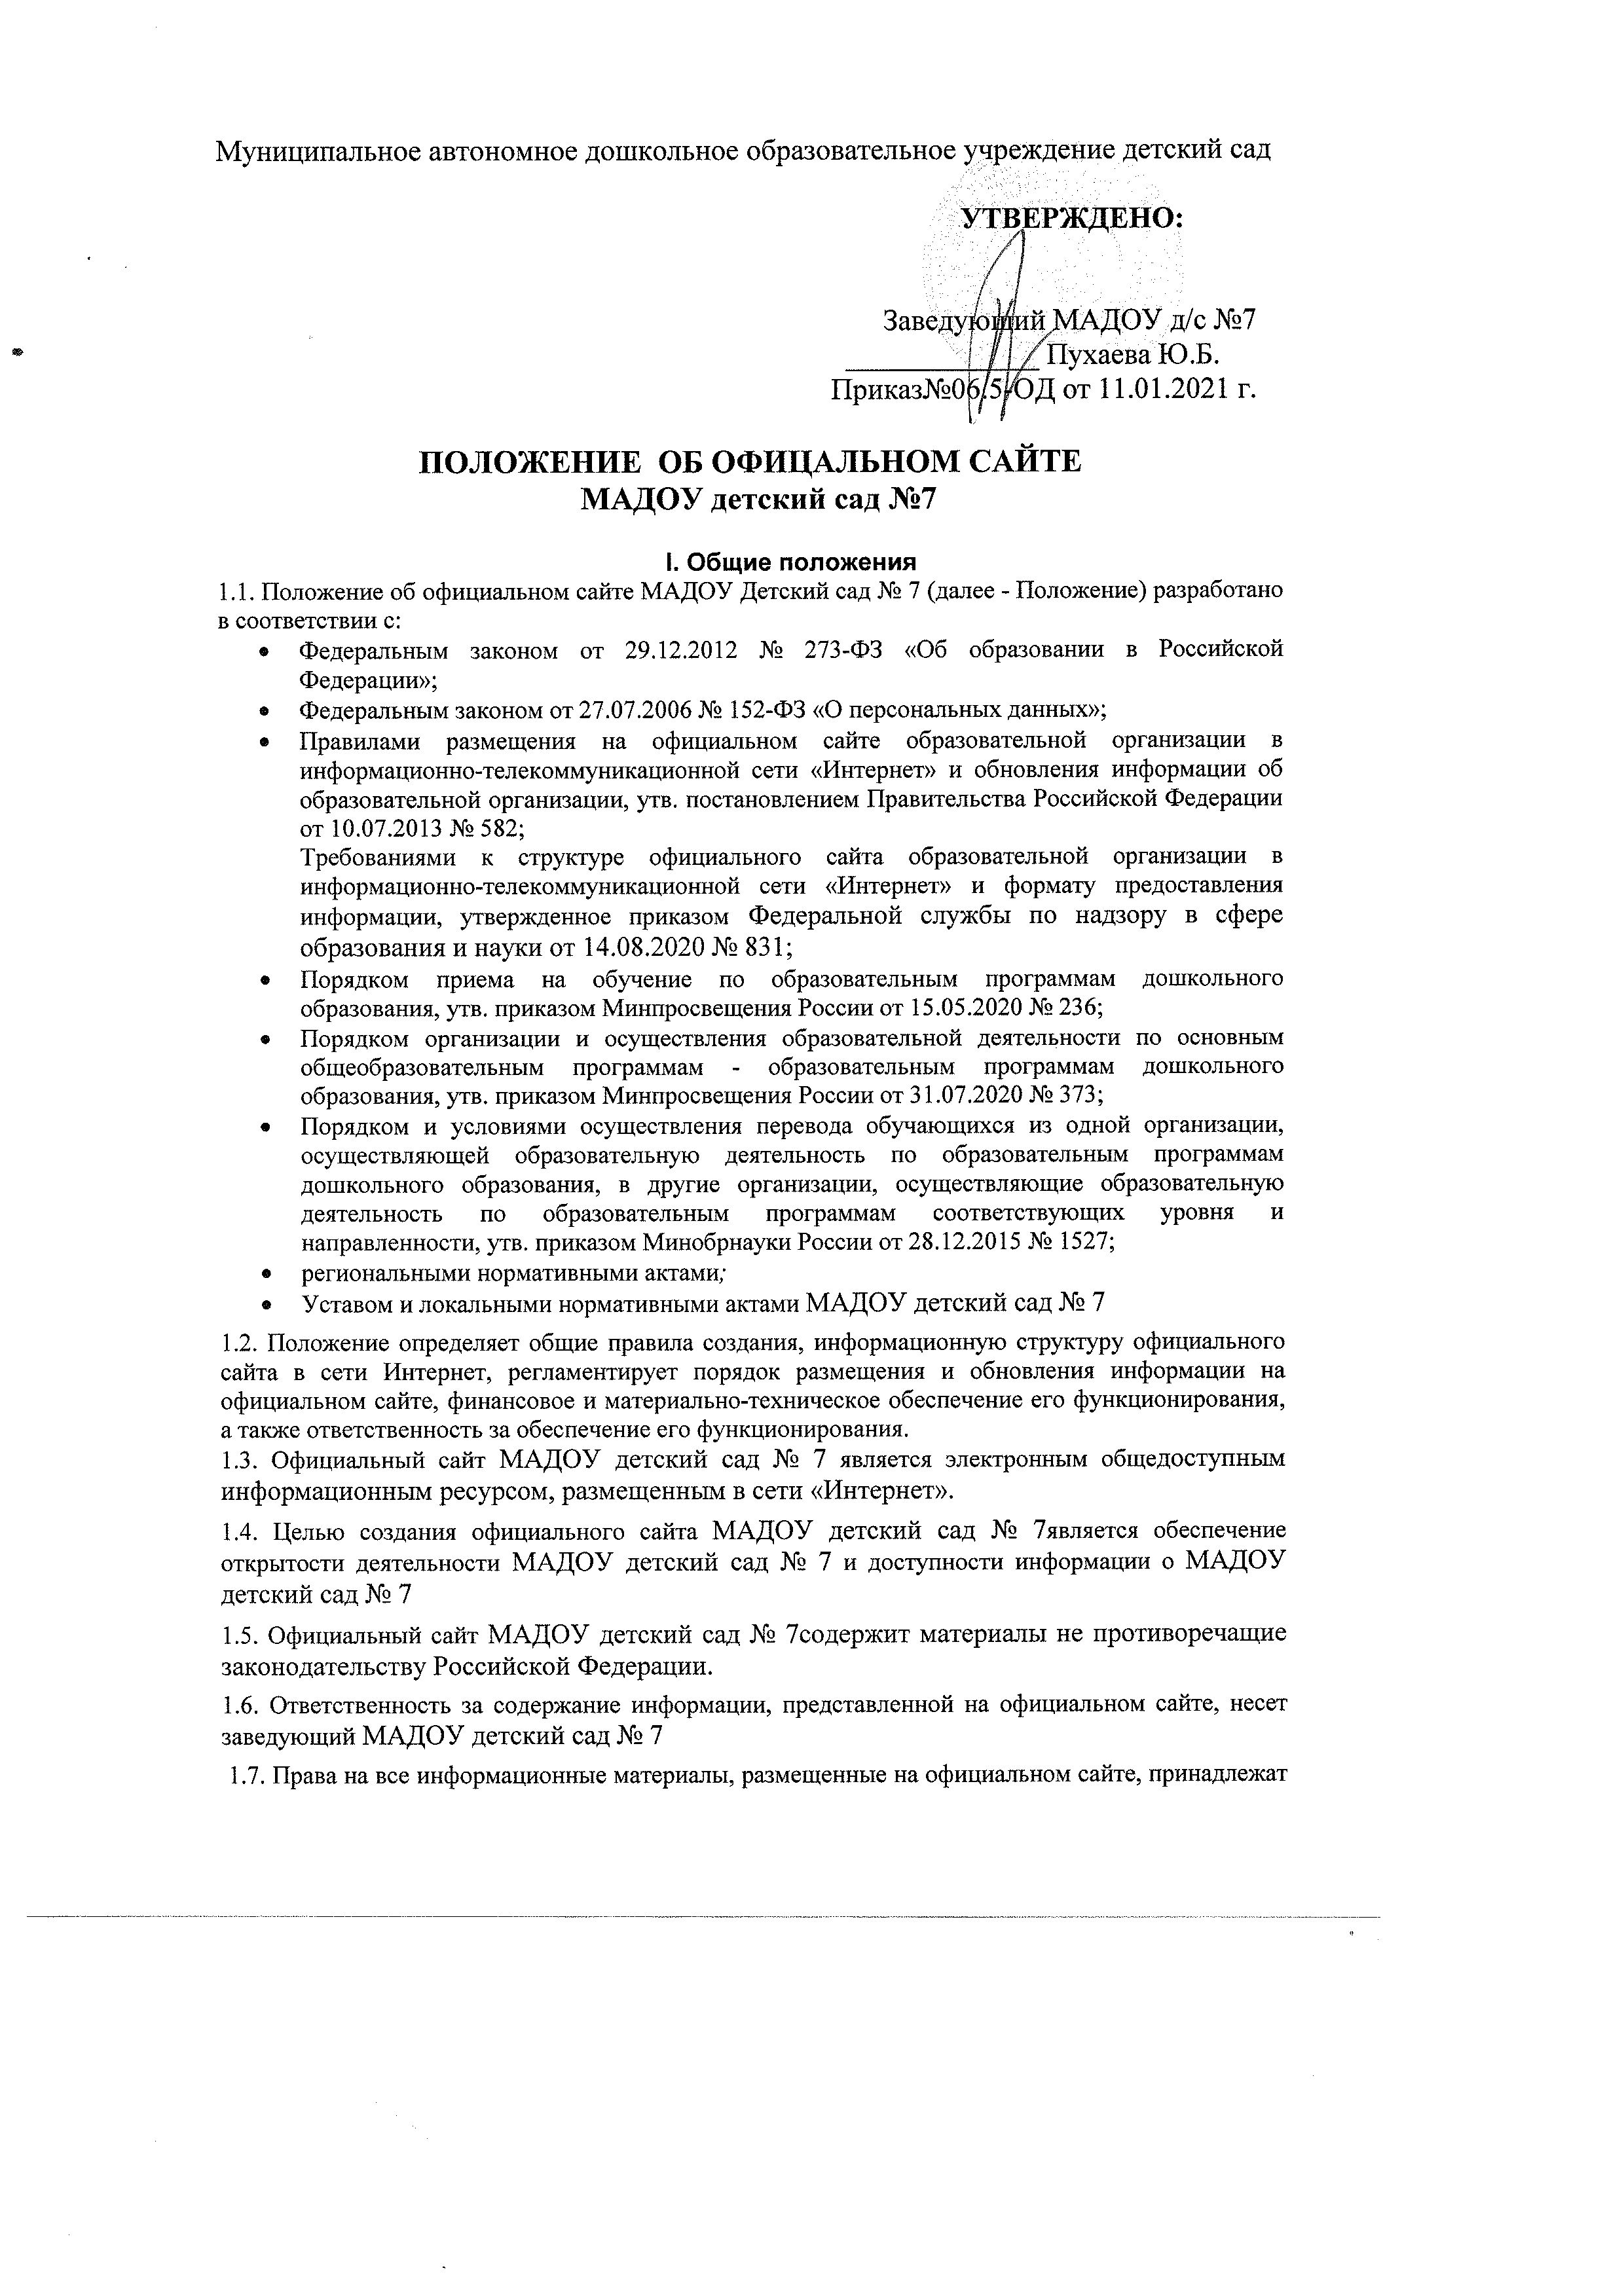 Муниципальное автономное дошкольное образовательное учреждение детский сад
УТВЕРЖДЕНО:
Заведующий МАДОУ д/с №7
Пухаева Ю.Б.
Приказ№06.5-ОД от 11.01.2021 г.
ПОЛОЖЕНИЕ ОБ ОФИЦАЛЬНОМ САЙТЕ
МАДОУ детский сад №7
I. Общие положения
1.1. Положение об официальном сайте МАДОУ Детский сад № 7 (далее - Положение) разработано
в соответствии с:
• Федеральным законом от 29.12.2012 № 273-ФЗ «Об образовании в Российской
Федерации»;
• Федеральным законом от 27.07.2006 № 152-ФЗ «О персональных данных»;
• Правилами размещения на официальном сайте образовательной организации в
информационно-телекоммуникационной сети «Интернет» и обновления информации об
образовательной организации, утв. постановлением Правительства Российской Федерации
от 10.07.2013 № 582;
Требованиями к структуре официального сайта образовательной организации в
информационно-телекоммуникационной сети «Интернет» и формату предоставления
информации, утвержденное приказом Федеральной службы по надзору в сфере
образования и науки от 14.08.2020 № 831;
• Порядком приема на обучение по образовательным программам дошкольного
образования, утв. приказом Минпросвещения России от 15.05.2020 № 236;
• Порядком организации и осуществления образовательной деятельности по основным
общеобразовательным программам - образовательным программам дошкольного
образования, утв. приказом Минпросвещения России от 31.07.2020 № 373;
• Порядком и условиями осуществления перевода обучающихся из одной организации,
осуществляющей образовательную деятельность по образовательным программам
дошкольного образования, в другие организации, осуществляющие образовательную
деятельность по образовательным программам соответствующих уровня и
направленности, утв. приказом Минобрнауки России от 28.12.2015 № 1527;
• региональными нормативными актами;
• Уставом и локальными нормативными актами МАДОУ детский сад № 7
1.2. Положение определяет общие правила создания, информационную структуру официального
сайта в сети Интернет, регламентирует порядок размещения и обновления информации на
официальном сайте, финансовое и материально-техническое обеспечение его функционирования,
а также ответственность за обеспечение его функционирования.
1.3. Официальный сайт МАДОУ детский сад № 7 является электронным общедоступным
информационным ресурсом, размещенным в сети «Интернет».
1.4. Целью создания официального сайта МАДОУ детский сад № 7является обеспечение
открытости деятельности МАДОУ детский сад № 7 и доступности информации о МАДОУ
детский сад № 7
1.5. Официальный сайт МАДОУ детский сад № 7содержит материалы не противоречащие
законодательству Российской Федерации.
1.6. Ответственность за содержание информации, представленной на официальном сайте, несет
заведующий МАДОУ детский сад № 7
1.7. Права на все информационные материалы, размещенные на официальном сайте, принадлежат